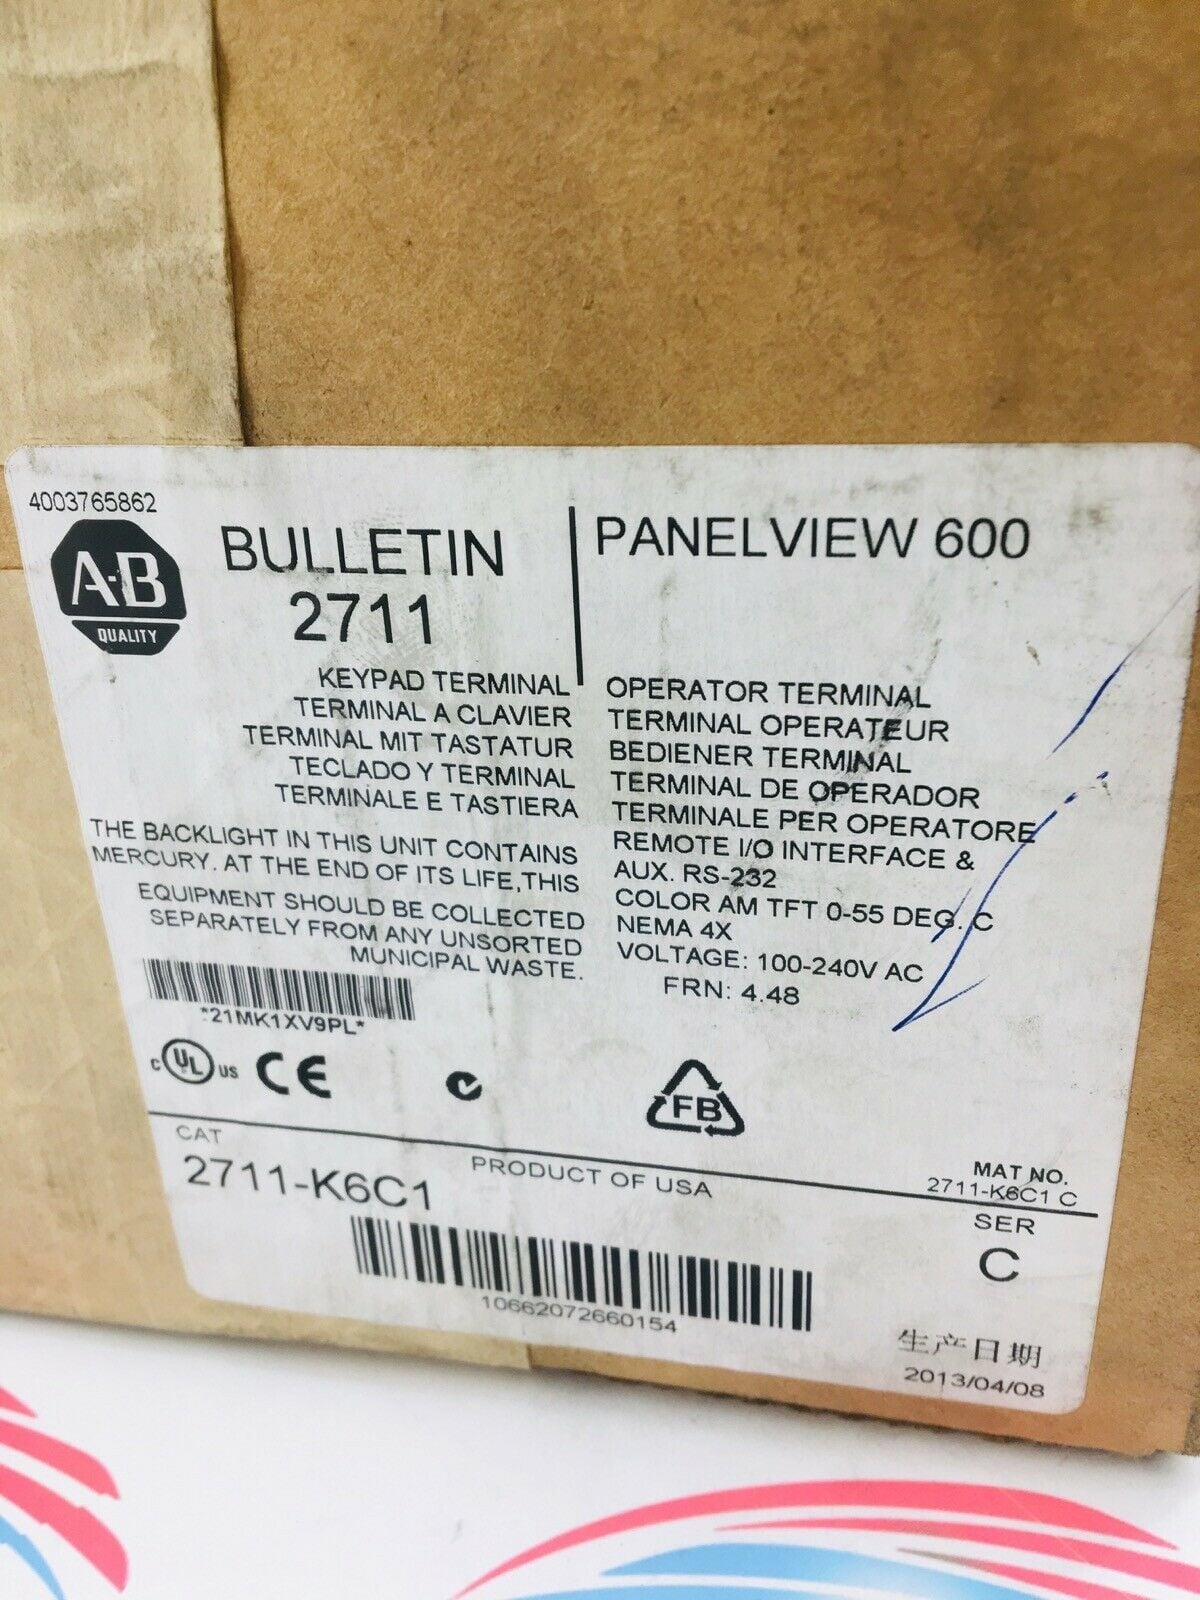 4003765862
A-B
QUALITY
BULLETIN
2711
PANELVIEW 600
KEYPAD TERMINAL
TERMINAL A CLAVIER
TERMINAL MIT TASTATUR
TECLADO Y TERMINAL
TERMINALE E TASTIERA
THE BACKLIGHT IN THIS UNIT CONTAINS
MERCURY. AT THE END OF ITS LIFE,THIS
EQUIPMENT SHOULD BE COLLECTED
SEPARATELY FROM ANY UNSORTED
MUNICIPAL WASTE.
OPERATOR TERMINAL
TERMINAL OPERATEUR
BEDIENER TERMINAL
TERMINAL DE OPERADOR
TERMINALE PER OPERATORE
REMOTE I/O INTERFACE &
AUX. RS-232
COLOR AM TFT 0-55 DEG. C
NEMA 4X
VOLTAGE: 100-240V AC
FRN: 4.48
*21MK1XV9PL*
C UL US CE
FB
CAT
2711-K6C1
PRODUCT OF USA
MAT NO.
2711-K6C1 C
SER
C
10662072660154
生产日期
2013/04/08